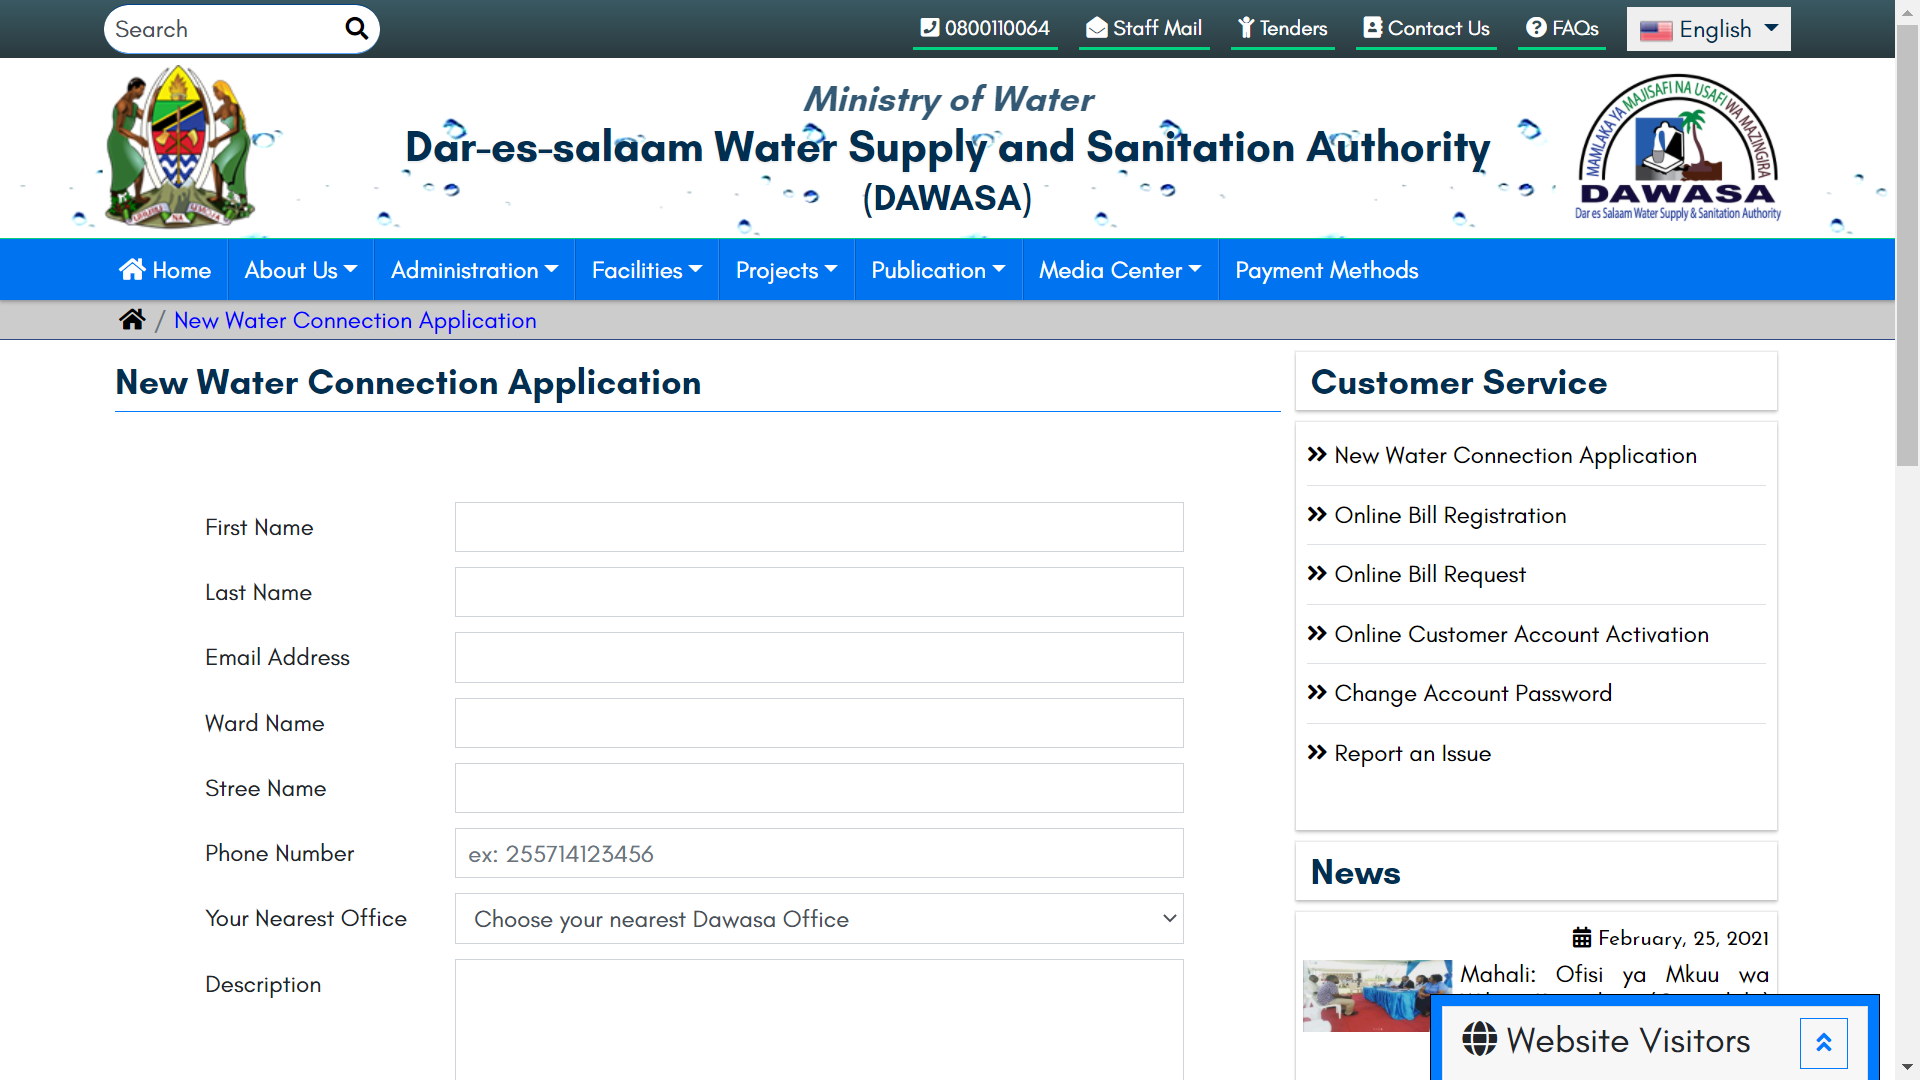 Search
0800110064
Staff Mail
Tenders
Contact Us
FAQs
English
Ministry of Water
Dar-es-salaam Water Supply and Sanitation Authority
(DAWASA)
UHURU NA UMOJA
MAMLAKA YA MAJISAFI NA USAFI WA MAZINGIRA
DAWASA
Dar es Salaam Water Supply & Sanitation Authority
Home
About Us
Administration
Facilities
Projects
Publication
Media Center
Payment Methods
/ New Water Connection Application
New Water Connection Application
First Name
Last Name
Email Address
Ward Name
Stree Name
Phone Number
ex: 255714123456
Your Nearest Office
Choose your nearest Dawasa Office
Description
Customer Service
New Water Connection Application
Online Bill Registration
Online Bill Request
Online Customer Account Activation
Change Account Password
Report an Issue
News
February, 25, 2021
Mahali: Ofisi ya Mkuu wa
Website Visitors